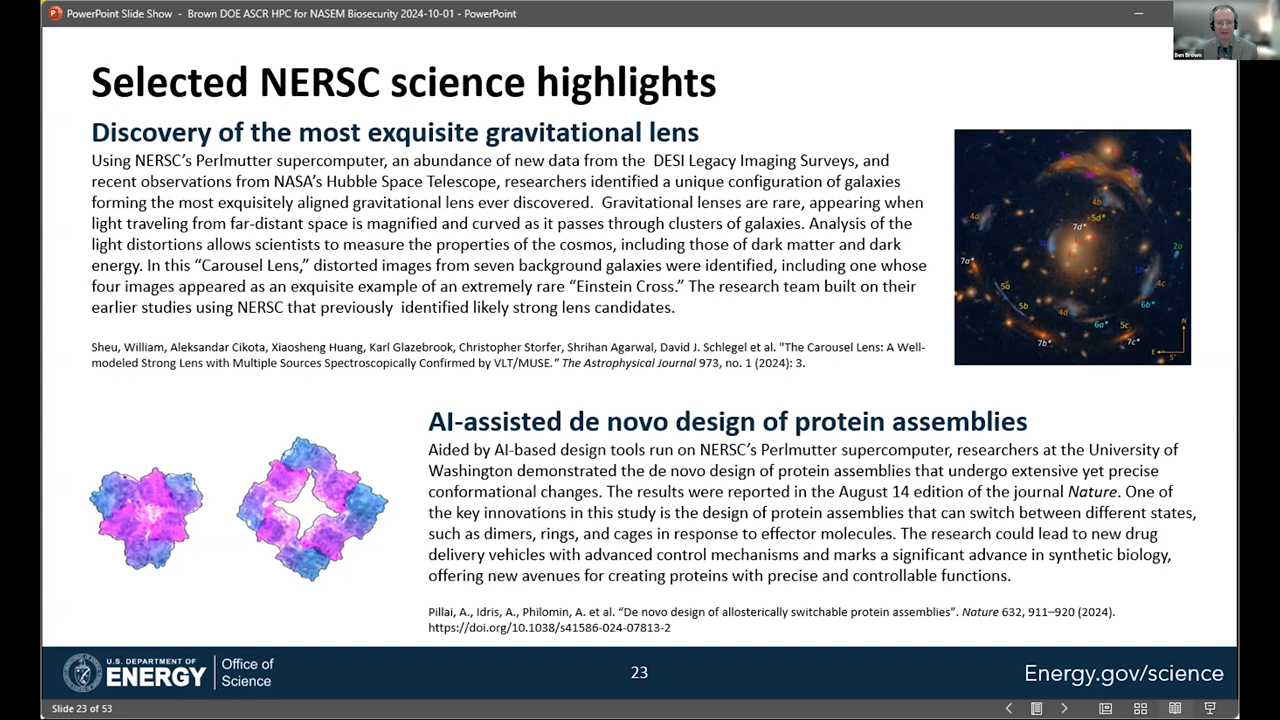 PowerPoint Slide Show - Brown DOE ASCR HPC for NASEM Biosecurity 2024-10-01 - PowerPoint
Ben Brown
Selected NERSC science highlights
Discovery of the most exquisite gravitational lens
Using NERSC's Perlmutter supercomputer, an abundance of new data from the DESI Legacy Imaging Surveys, and
recent observations from NASA's Hubble Space Telescope, researchers identified a unique configuration of galaxies
forming the most exquisitely aligned gravitational lens ever discovered. Gravitational lenses are rare, appearing when
light traveling from far-distant space is magnified and curved as it passes through clusters of galaxies. Analysis of the
light distortions allows scientists to measure the properties of the cosmos, including those of dark matter and dark
energy. In this "Carousel Lens," distorted images from seven background galaxies were identified, including one whose
four images appeared as an exquisite example of an extremely rare "Einstein Cross." The research team built on their
earlier studies using NERSC that previously identified likely strong lens candidates.
Sheu, William, Aleksandar Cikota, Xiaosheng Huang, Karl Glazebrook, Christopher Storfer, Shrihan Agarwal, David J. Schlegel et al. "The Carousel Lens: A Well-
modeled Strong Lens with Multiple Sources Spectroscopically Confirmed by VLT/MUSE." The Astrophysical Journal 973, no. 1 (2024): 3.
4b
5d*
4a
7d*
2a
7a*
4c
5a
5b
4d
6b*
6a*
5c
7b*
7c*
N
E
5"
AI-assisted de novo design of protein assemblies
Aided by AI-based design tools run on NERSC's Perlmutter supercomputer, researchers at the University of
Washington demonstrated the de novo design of protein assemblies that undergo extensive yet precise
conformational changes. The results were reported in the August 14 edition of the journal Nature. One of
the key innovations in this study is the design of protein assemblies that can switch between different states,
such as dimers, rings, and cages in response to effector molecules. The research could lead to new drug
delivery vehicles with advanced control mechanisms and marks a significant advance in synthetic biology,
offering new avenues for creating proteins with precise and controllable functions.
Pillai, A., Idris, A., Philomin, A. et al. "De novo design of allosterically switchable protein assemblies". Nature 632, 911–920 (2024).
https://doi.org/10.1038/s41586-024-07813-2
U.S. DEPARTMENT OF
ENERGY
Office of
Science
23
Energy.gov/science
Slide 23 of 53